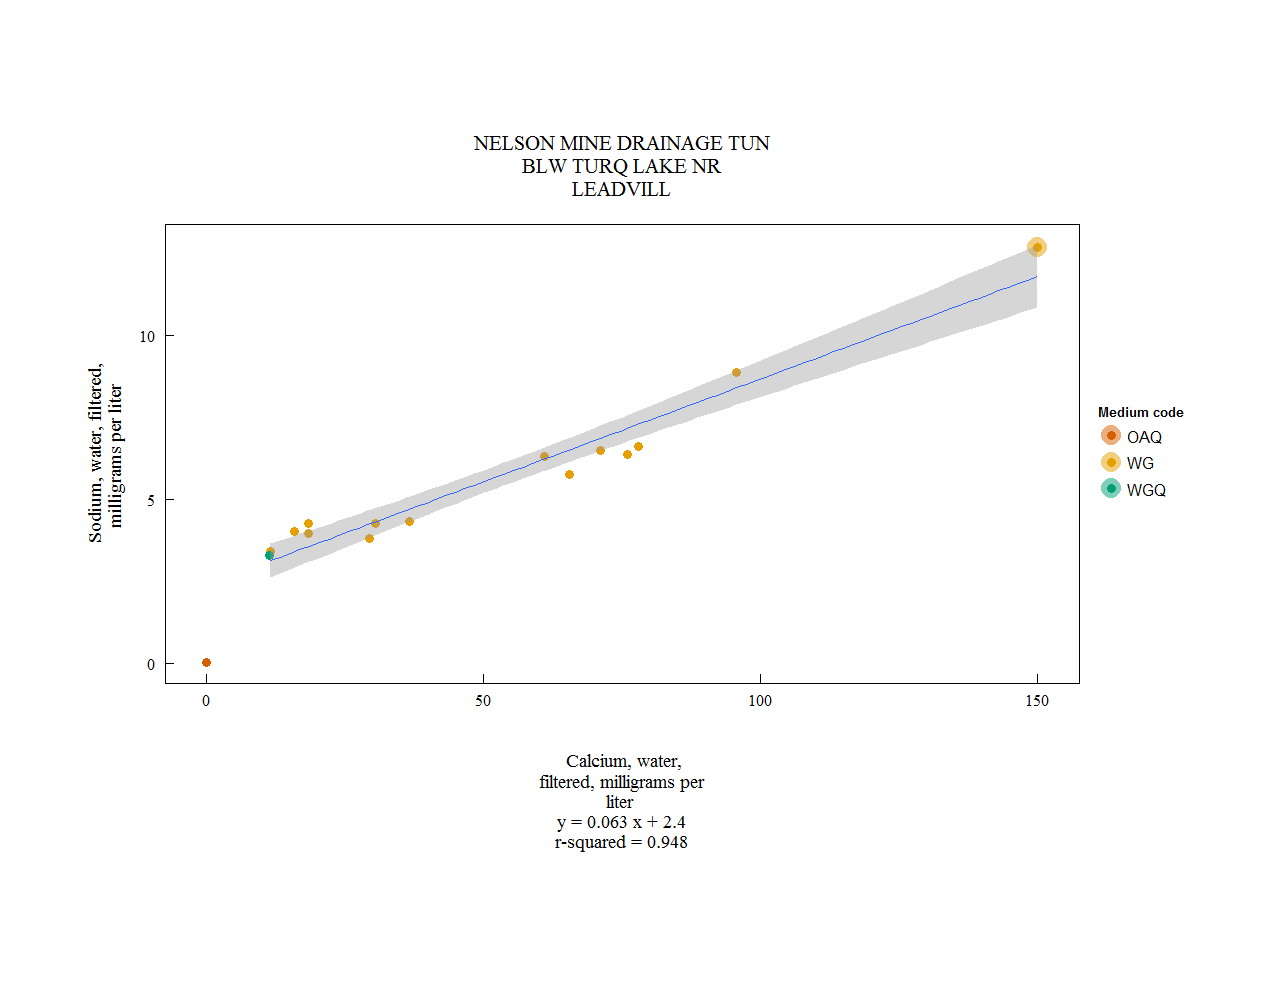 NELSON MINE DRAINAGE TUN
BLW TURQ LAKE NR
LEADVILL
10
5
0
Sodium, water, filtered,
milligrams per liter
0
50
100
150
Calcium, water,
filtered, milligrams per
liter
y = 0.063 x + 2.4
r-squared = 0.948
Medium code
OAQ
WG
WGQ